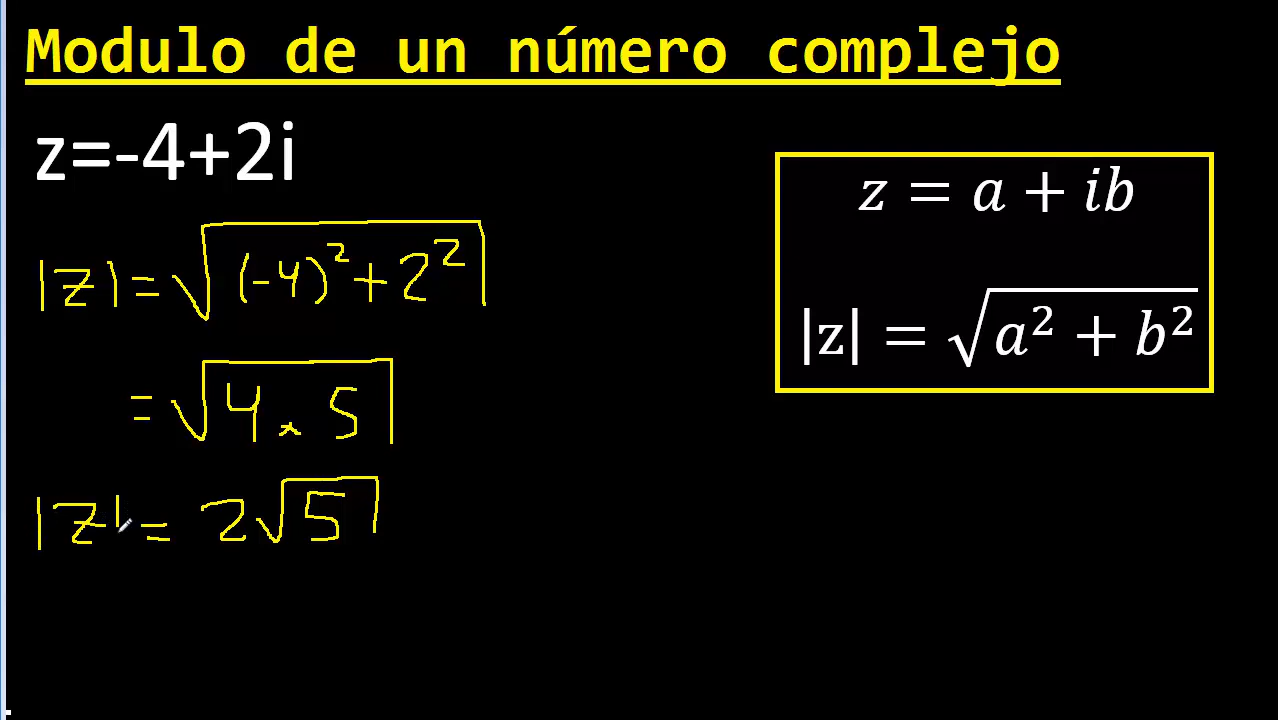 Modulo de un número complejo
z=-4+2i
z = a + ib
|z| = √(a² + b²)
|z| = √((-4)² + 2²)
= √(4 × 5)
|z| = 2√5